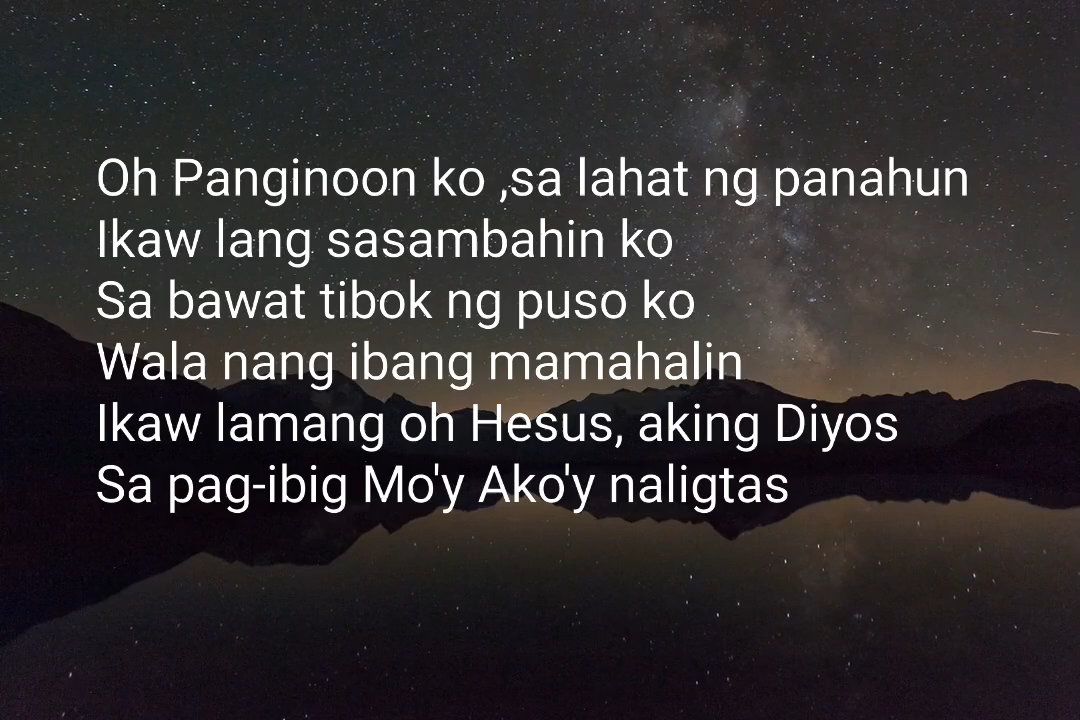 Oh Panginoon ko ,sa lahat ng panahun
Ikaw lang sasambahin ko
Sa bawat tibok ng puso ko
Wala nang ibang mamahalin
Ikaw lamang oh Hesus, aking Diyos
Sa pag-ibig Mo'y Ako'y naligtas